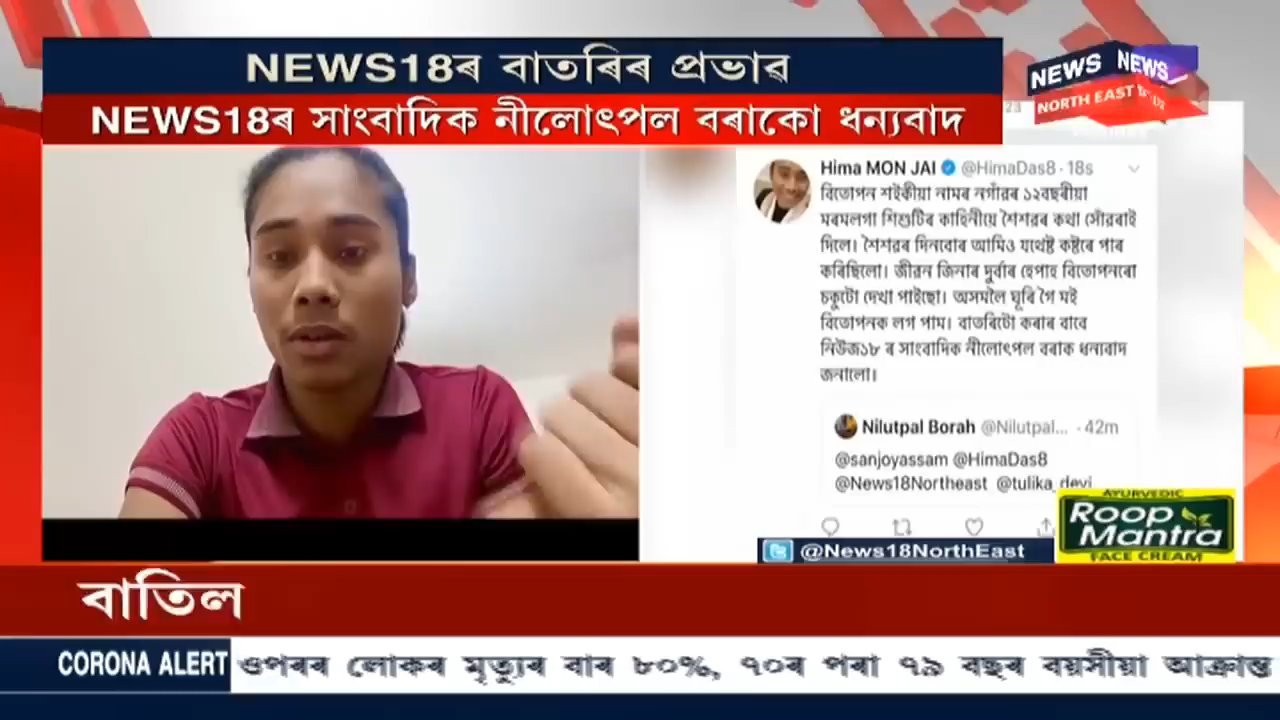 NEWS18ৰ বাতৰিৰ প্ৰভাৱ
NEWS NEWS
NORTH EAST
NEWS18ৰ সাংবাদিক নীলোৎপল বৰাকো ধন্যবাদ
Hima MON JAI @HimaDas8 · 18s
বিতোপন শইকীয়া নামৰ নগাঁৱৰ ১২বছৰীয়া
মৰমলগা শিশুটিৰ কাহিনীয়ে শৈশৱৰ কথা সোঁৱৰাই
দিলে। শৈশৱৰ দিনবোৰ আমিও যথেষ্ট কষ্টৰে পাৰ
কৰিছিলো। জীৱন জিনাৰ দুৰ্বাৰ হেপাহ বিতোপনৰো
চকুটো দেখা পাইছো। অসমলৈ ঘূৰি গৈ মই
বিতোপনক লগ পাম। বাতৰিটো কৰাৰ বাবে
নিউজ১৮ ৰ সাংবাদিক নীলোৎপল বৰাক ধন্যবাদ
জনালো।
Nilutpal Borah @Nilutpal... · 42m
@sanjoyassam @HimaDas8
@News18Northeast @tulika_devi
AYURVEDIC
Roop
Mantra
FACE CREAM
@News18NorthEast
বাতিল
CORONA ALERT ওপৰৰ লোকৰ মৃত্যুৰ বাৰ ৮০%, ৭০ৰ পৰা ৭৯ বছৰ বয়সীয়া আক্ৰান্ত